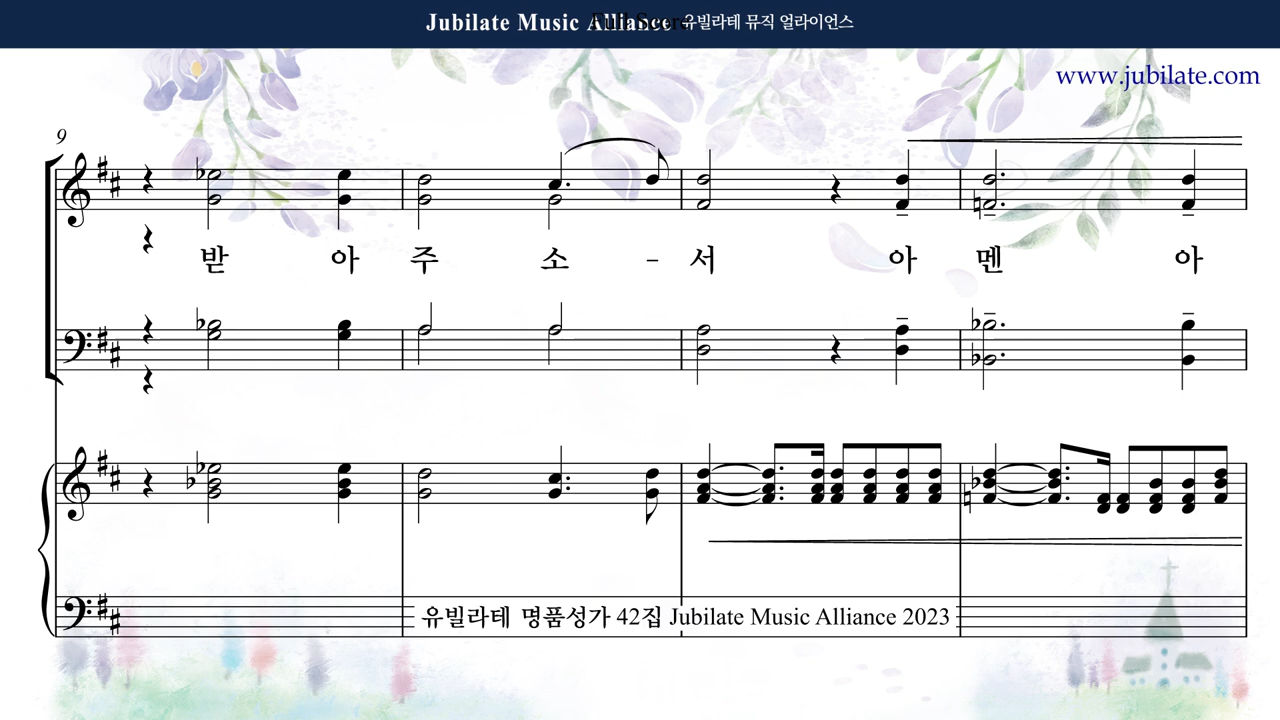 Jubilate Music Alliance 유빌라테 뮤직 얼라이언스
Full Score
www.jubilate.com
9
받 아 주 소 - 서 아 멘 아
유빌라테 명품성가 42집 Jubilate Music Alliance 2023